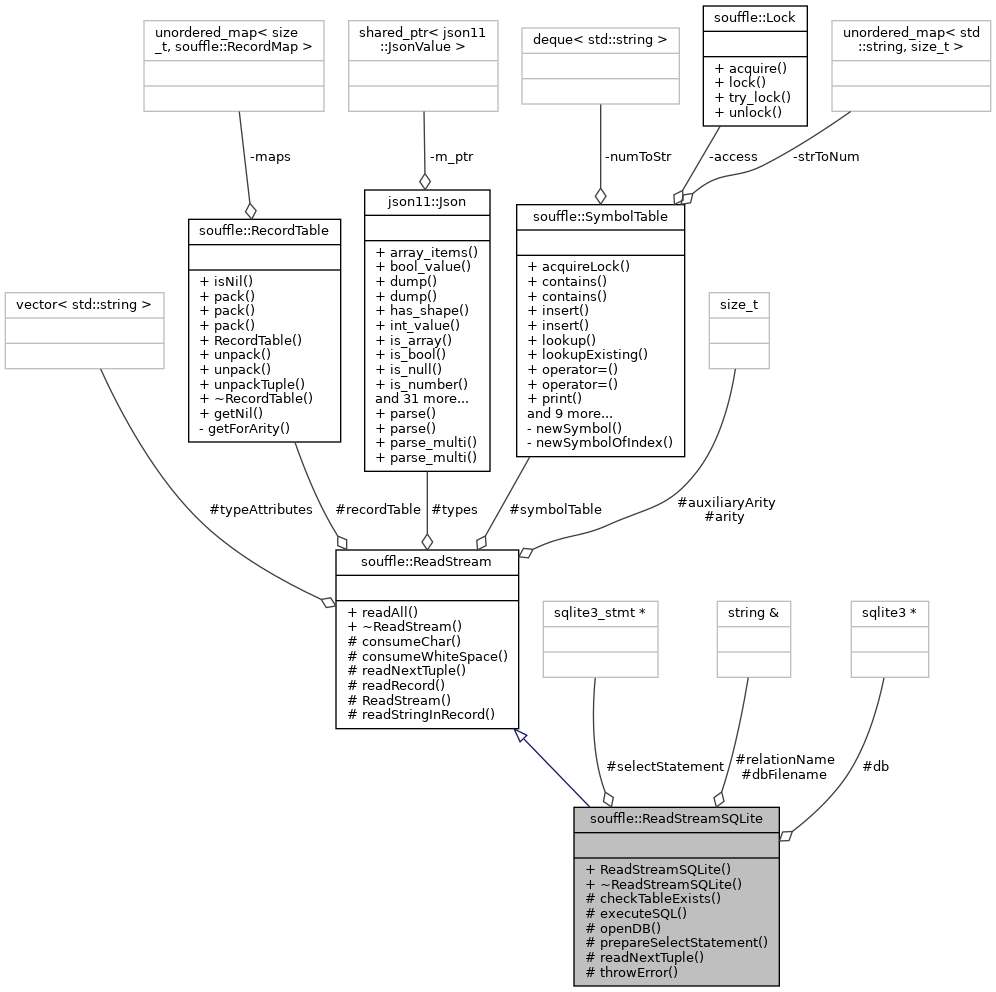 unordered_map< size
_t, souffle::RecordMap >
shared_ptr< json11
::JsonValue >
deque< std::string >
souffle::Lock
+ acquire()
+ lock()
+ try_lock()
+ unlock()
unordered_map< std
::string, size_t >
-maps
-m_ptr
-numToStr
-access
-strToNum
vector< std::string >
souffle::RecordTable
+ isNil()
+ pack()
+ pack()
+ pack()
+ RecordTable()
+ unpack()
+ unpack()
+ unpackTuple()
+ ~RecordTable()
+ getNil()
- getForArity()
json11::Json
+ array_items()
+ bool_value()
+ dump()
+ dump()
+ has_shape()
+ int_value()
+ is_array()
+ is_bool()
+ is_null()
+ is_number()
and 31 more...
+ parse()
+ parse()
+ parse_multi()
+ parse_multi()
souffle::SymbolTable
+ acquireLock()
+ contains()
+ contains()
+ insert()
+ insert()
+ lookup()
+ lookupExisting()
+ operator=()
+ operator=()
+ print()
and 9 more...
- newSymbol()
- newSymbolOfIndex()
size_t
#typeAttributes
#recordTable
#types
#symbolTable
#auxiliaryArity
#arity
souffle::ReadStream
+ readAll()
+ ~ReadStream()
# consumeChar()
# consumeWhiteSpace()
# readNextTuple()
# readRecord()
# ReadStream()
# readStringInRecord()
sqlite3_stmt *
string &
sqlite3 *
#selectStatement
#relationName
#dbFilename
#db
souffle::ReadStreamSQLite
+ ReadStreamSQLite()
+ ~ReadStreamSQLite()
# checkTableExists()
# executeSQL()
# openDB()
# prepareSelectStatement()
# readNextTuple()
# throwError()